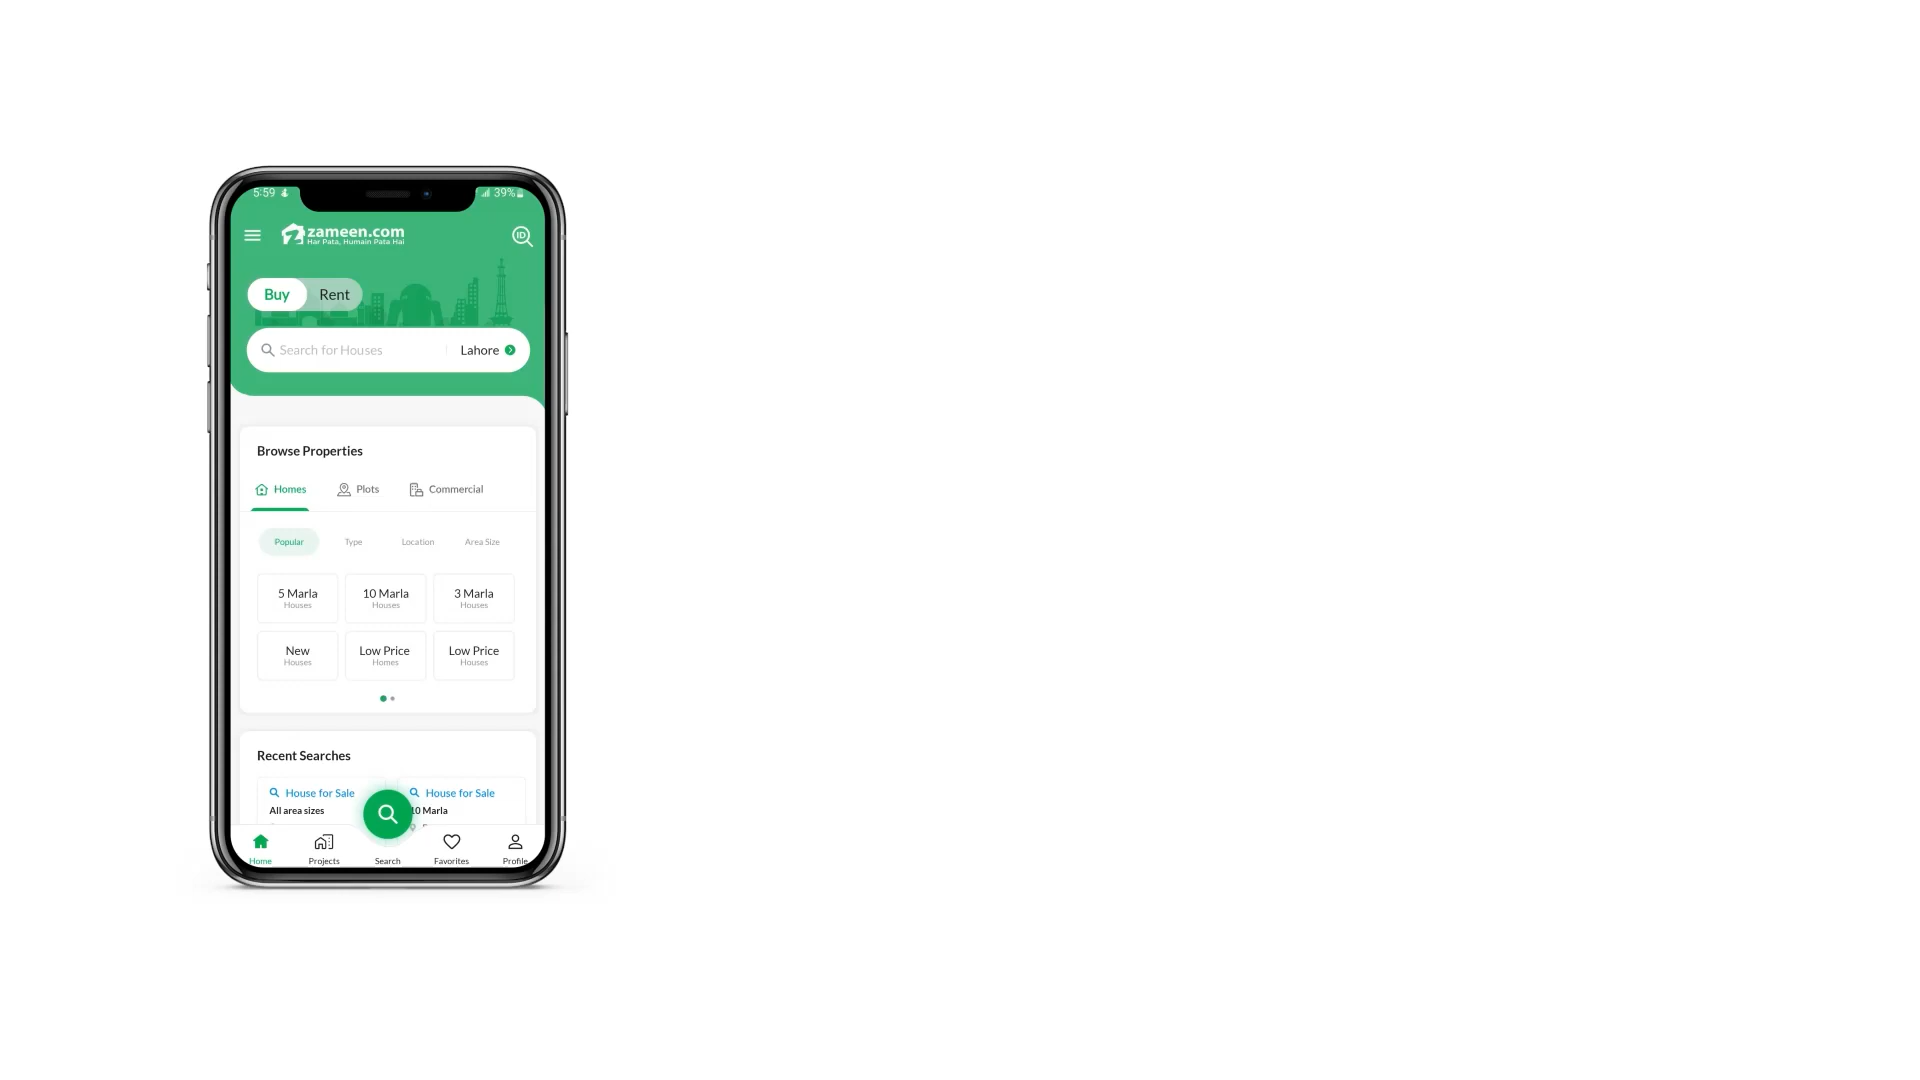 5:59 39%
zameen.com
Har Pata, Humain Pata Hai
ID
Buy Rent
Search for Houses Lahore
Browse Properties
Homes Plots Commercial
Popular Type Location Area Size
5 Marla 10 Marla 3 Marla
Houses Houses Houses
New Low Price Low Price
Houses Homes Houses
Recent Searches
House for Sale House for Sale
All area sizes 10 Marla
Home Projects Search Favorites Profile